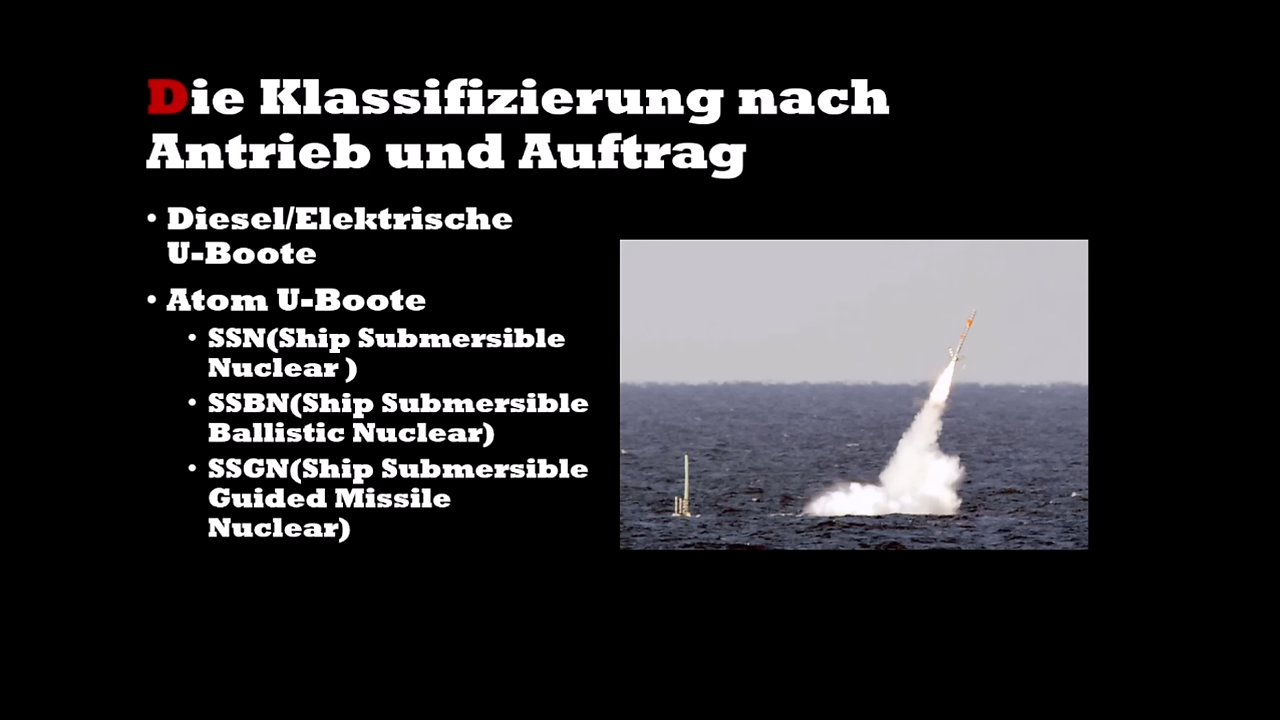 Die Klassifizierung nach
Antrieb und Auftrag
• Diesel/Elektrische
U-Boote
• Atom U-Boote
• SSN(Ship Submersible
Nuclear )
• SSBN(Ship Submersible
Ballistic Nuclear)
• SSGN(Ship Submersible
Guided Missile
Nuclear)